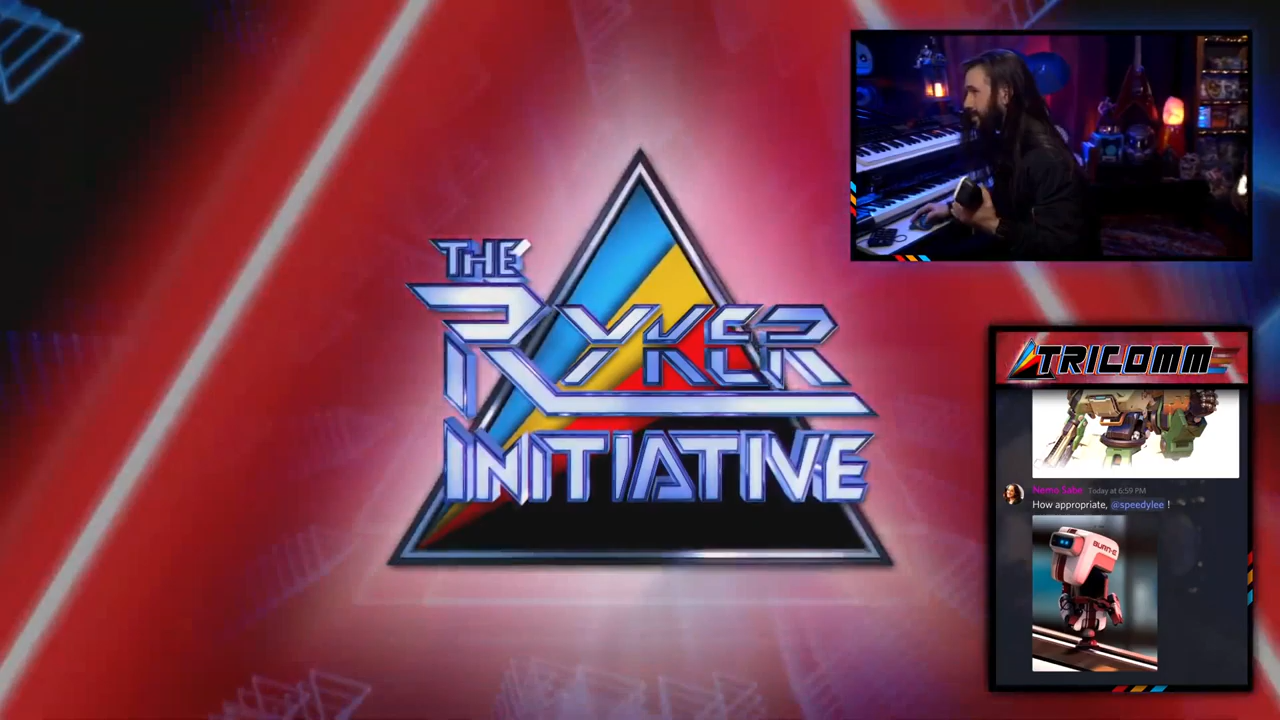 THE
RYKER
INITIATIVE
TRICOMM
Nemo Sabe Today at 6:59 PM
How appropriate, @speedylee !
BURN-E